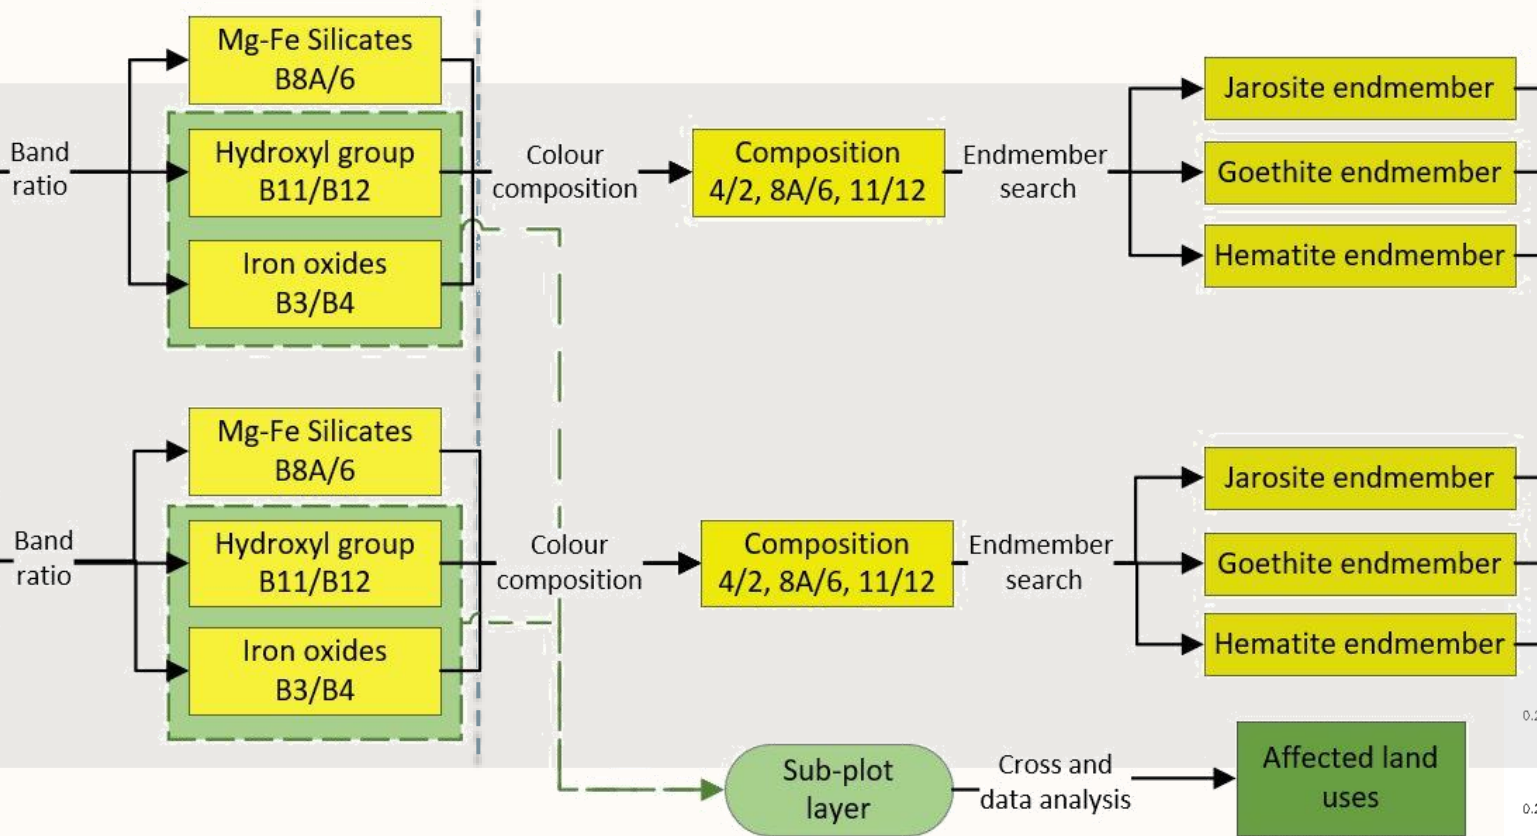 Mg-Fe Silicates
B8A/6
Band
ratio
Hydroxyl group
B11/B12
Iron oxides
B3/B4
Colour
composition
Composition
4/2, 8A/6, 11/12
Endmember
search
Jarosite endmember
Goethite endmember
Hematite endmember
Mg-Fe Silicates
B8A/6
Band
ratio
Hydroxyl group
B11/B12
Iron oxides
B3/B4
Colour
composition
Composition
4/2, 8A/6, 11/12
Endmember
search
Jarosite endmember
Goethite endmember
Hematite endmember
Sub-plot
layer
Cross and
data analysis
Affected land
uses